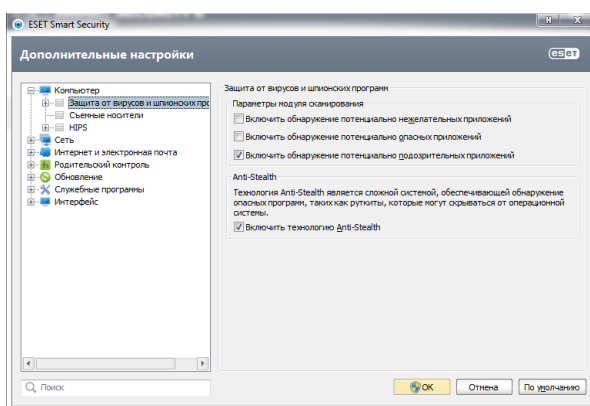 ESET Smart Security
Дополнительные настройки
eset
Компьютер
Защита от вирусов и шпионских прс
Съемные носители
HIPS
Сеть
Интернет и электронная почта
Родительский контроль
Обновление
Служебные программы
Интерфейс
Защита от вирусов и шпионских программ
Параметры модуля сканирования
Включить обнаружение потенциально нежелательных приложений
Включить обнаружение потенциально опасных приложений
Включить обнаружение потенциально подозрительных приложений
Anti-Stealth
Технология Anti-Stealth является сложной системой, обеспечивающей обнаружение
опасных программ, таких как руткиты, которые могут скрываться от операционной
системы.
Включить технологию Anti-Stealth
Поиск
ОК
Отмена
По умолчанию